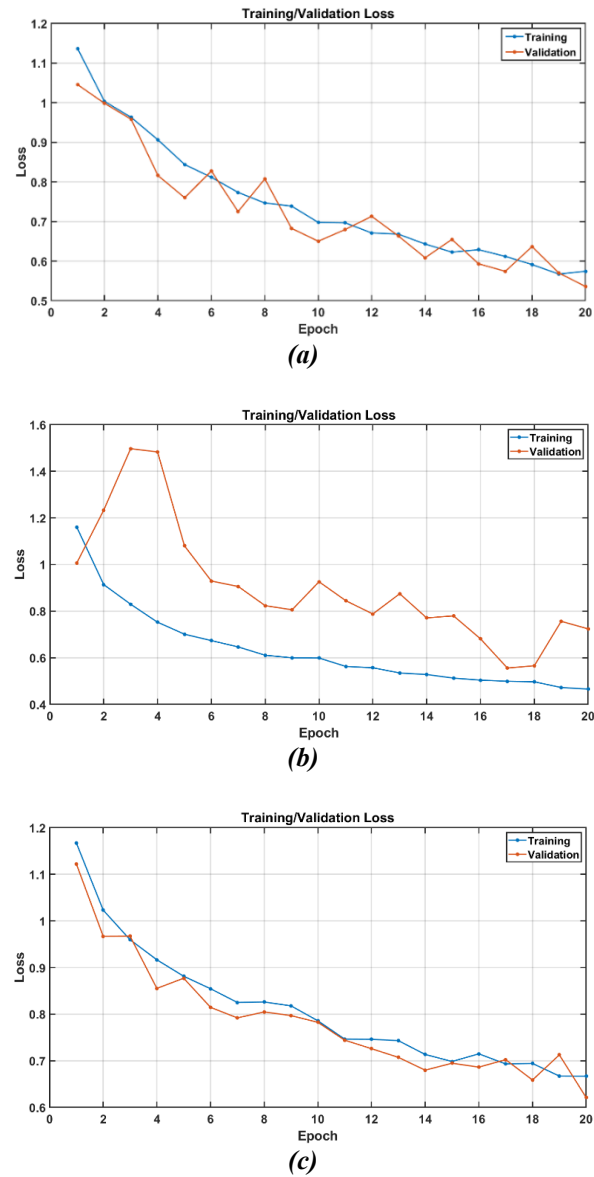 Training/Validation Loss
1.2
1.1
1
0.9
0.8
0.7
0.6
0.5
Loss
Training
Validation
0 2 4 6 8 10 12 14 16 18 20
Epoch
(a)
Training/Validation Loss
1.6
1.4
1.2
1
0.8
0.6
0.4
Loss
Training
Validation
0 2 4 6 8 10 12 14 16 18 20
Epoch
(b)
Training/Validation Loss
1.2
1.1
1
0.9
0.8
0.7
0.6
Loss
Training
Validation
0 2 4 6 8 10 12 14 16 18 20
Epoch
(c)